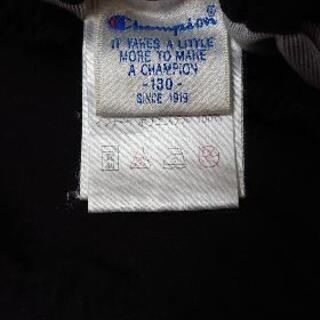 Champion
IT TAKES A LITTLE
MORE TO MAKE
A CHAMPION
-130-
SINCE 1919